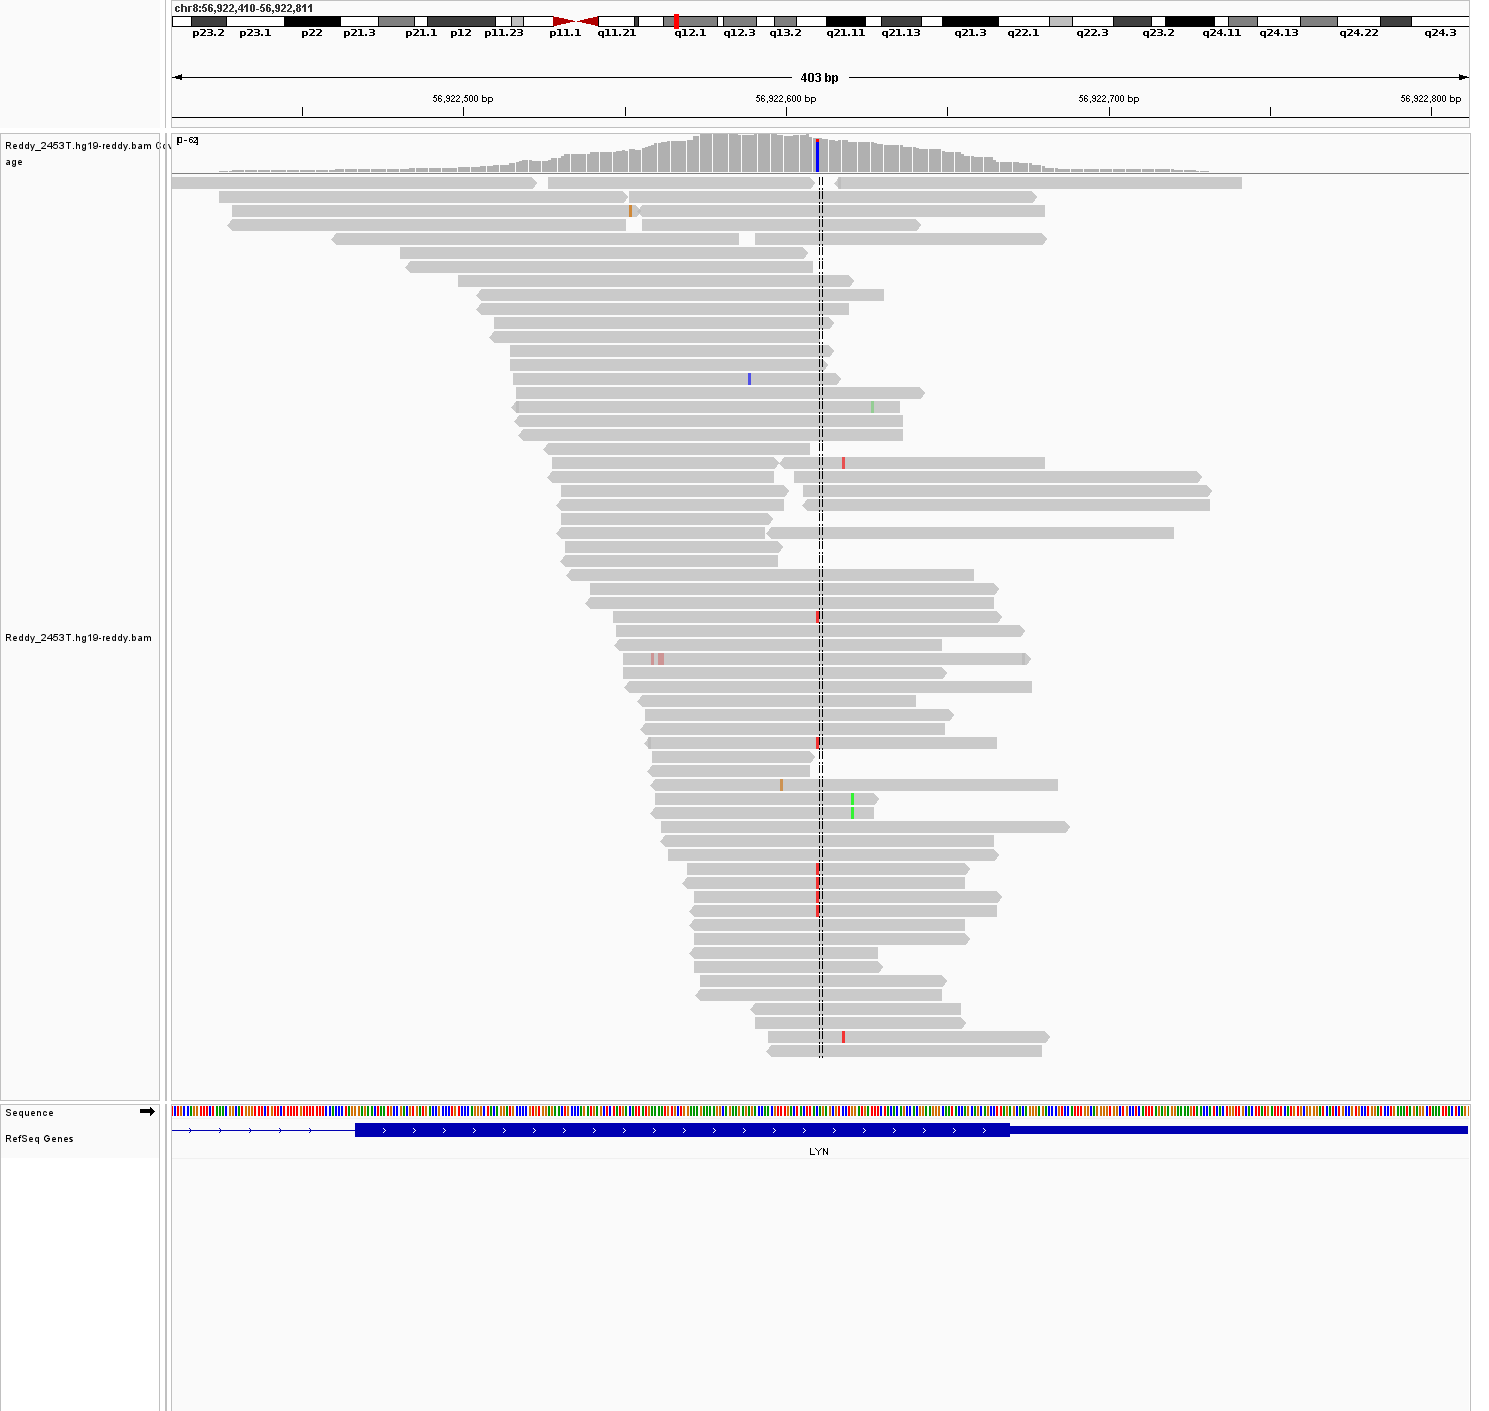 chr8:56,922,410-56,922,811
p23.2 p23.1 p22 p21.3 p21.1 p12 p11.23 p11.1 q11.21 q12.1 q12.3 q13.2 q21.11 q21.13 q21.3 q22.1 q22.3 q23.2 q24.11 q24.13 q24.22 q24.3
403 bp
56,922,500 bp 56,922,600 bp 56,922,700 bp 56,922,800 bp
Reddy_2453T.hg19-reddy.bam Cov
age
[0-62]
Reddy_2453T.hg19-reddy.bam
Sequence
RefSeq Genes
LYN